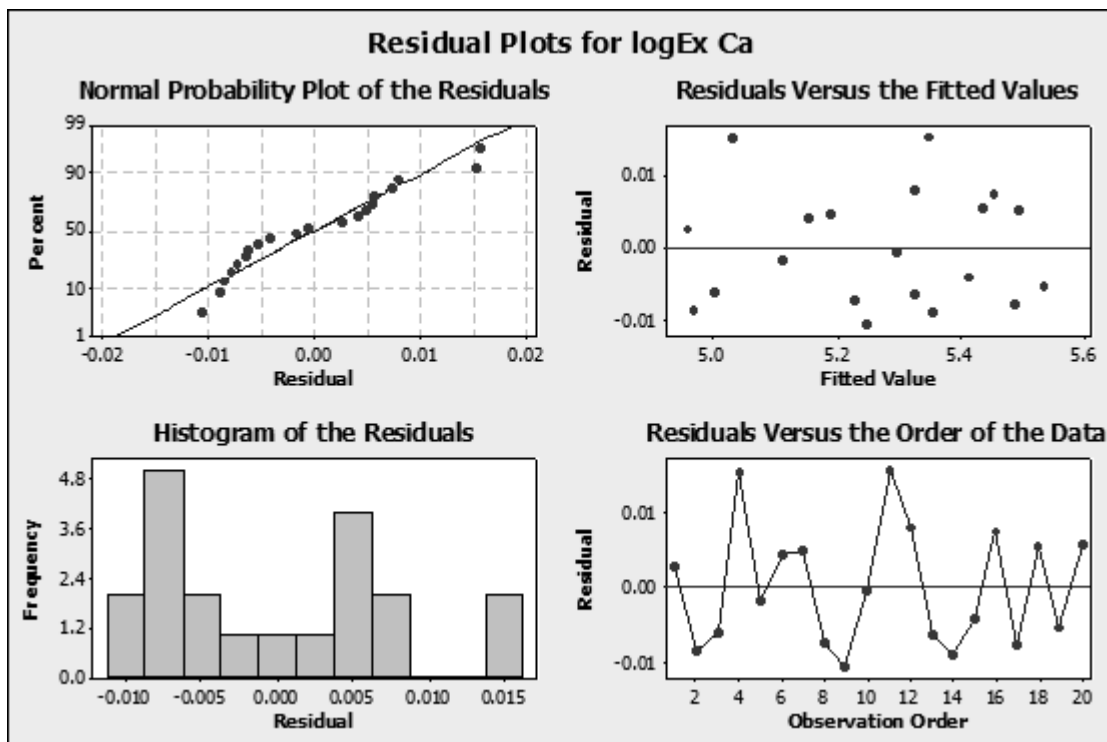 Residual Plots for logEx Ca
Normal Probability Plot of the Residuals
99
90
50
10
1
Percent
-0.02 -0.01 0.00 0.01 0.02
Residual
Residuals Versus the Fitted Values
0.01
0.00
-0.01
Residual
5.0 5.2 5.4 5.6
Fitted Value
Histogram of the Residuals
4.8
3.6
2.4
1.2
0.0
Frequency
-0.010 -0.005 0.000 0.005 0.010 0.015
Residual
Residuals Versus the Order of the Data
0.01
0.00
-0.01
Residual
2 4 6 8 10 12 14 16 18 20
Observation Order